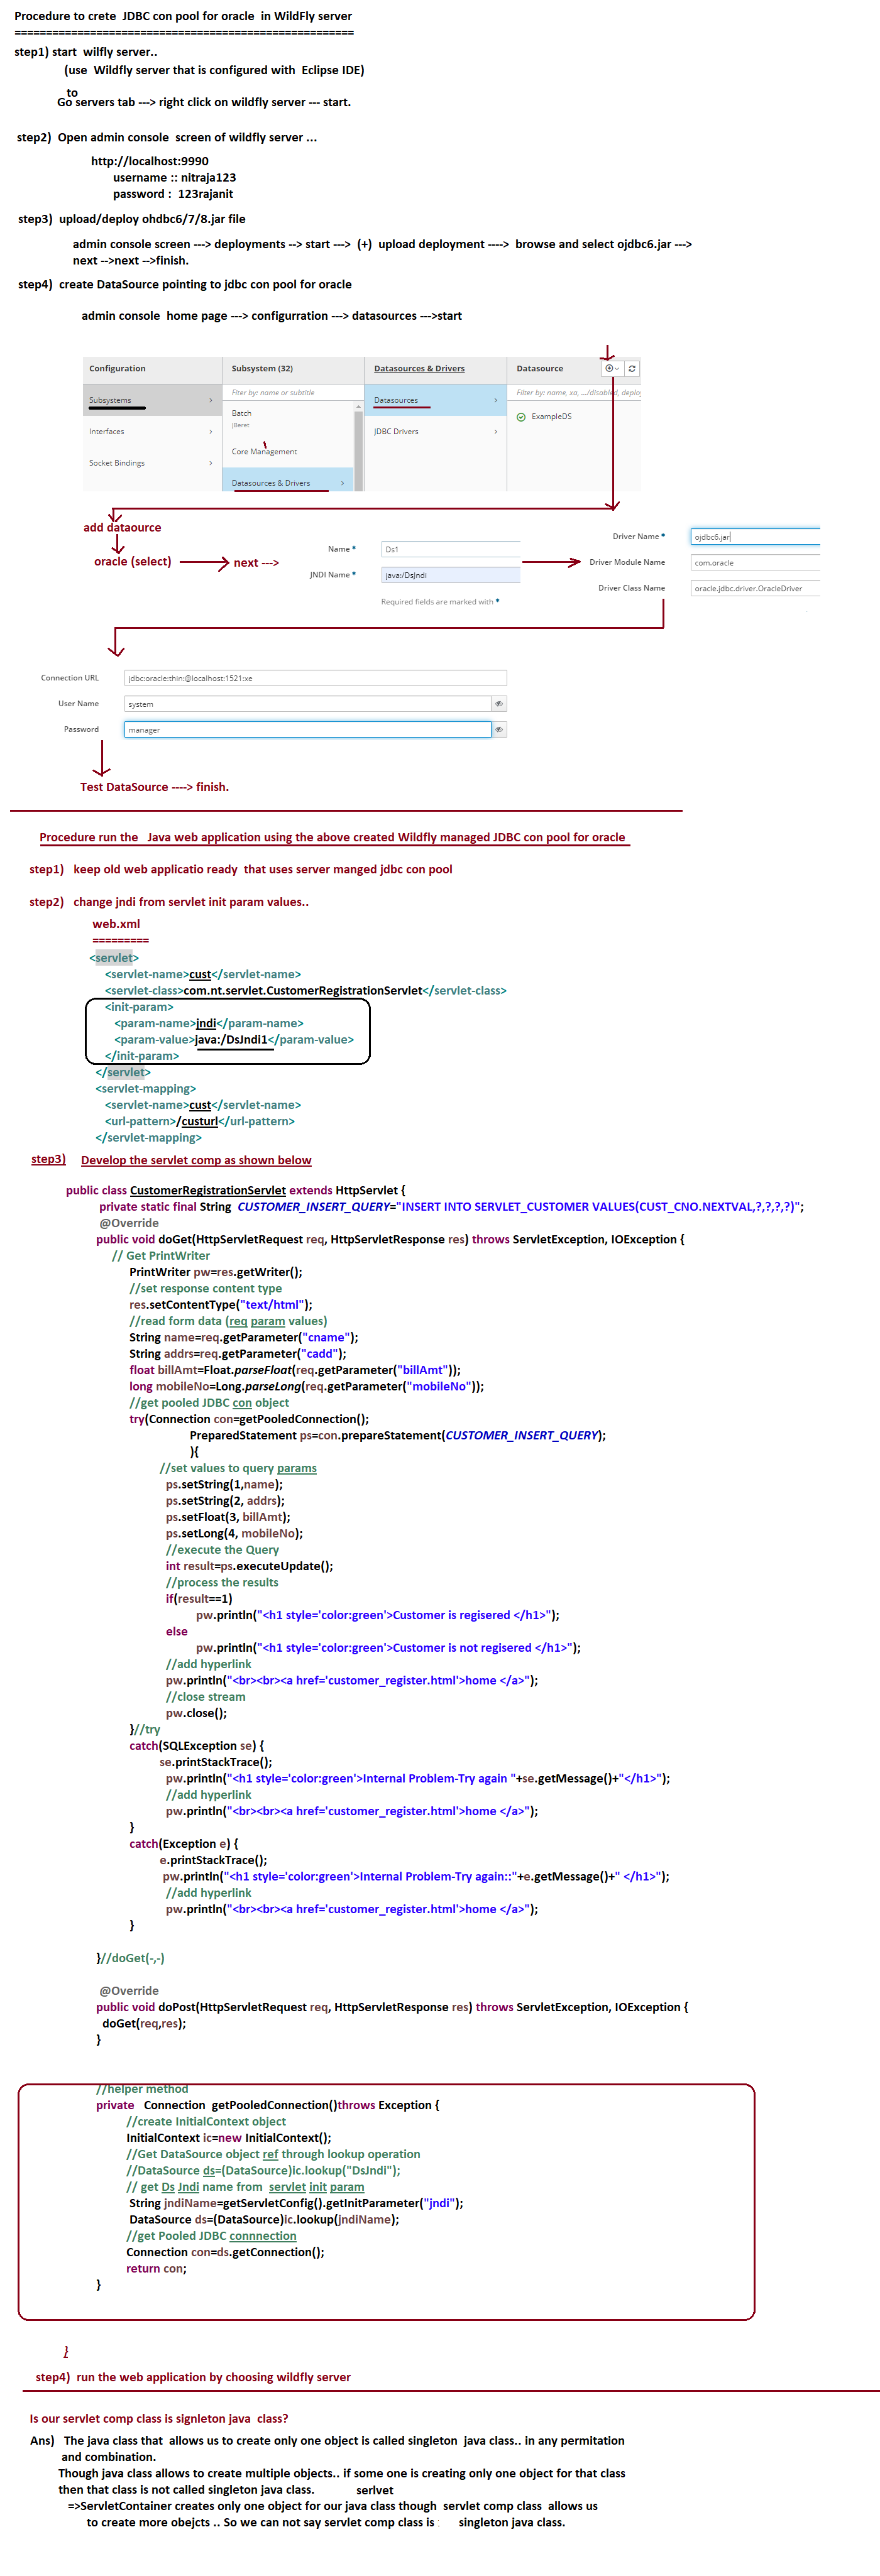 Procedure to crete  JDBC con pool for oracle  in WildFly server
=====================================================
step1) start  wilfly server..
(use  Wildfly server that is configured with  Eclipse IDE)
to
Go servers tab ---> right click on wildfly server --- start.
step2)  Open admin console  screen of wildfly server ...
http://localhost:9990
username :: nitraja123
password :  123rajanit
step3)  upload/deploy ohdbc6/7/8.jar file
admin console screen ---> deployments --> start --->  (+)  upload deployment ---->  browse and select ojdbc6.jar --->
next -->next -->finish.
step4)  create DataSource pointing to jdbc con pool for oracle
admin console  home page ---> configurration ---> datasources --->start
Configuration Subsystem (32) Datasources & Drivers Datasource
Subsystems > Fiter by: name or subtitle Datasources > Filter by: name, xa, .../disabled, deploy
Batch
JBeret
ExampleDS
Interfaces > JDBC Drivers >
Core Management
Socket Bindings >
Datasources & Drivers >
add dataource
oracle (select) next --->
Name * Ds1
JNDI Name * java:/DsJndi
Required fields are marked with *
Driver Name * ojdbc6.jar
Driver Module Name com.oracle
Driver Class Name oracle.jdbc.driver.OracleDriver
Connection URL jdbc:oracle:thin:@localhost:1521:xe
User Name system
Password manager
Test DataSource ----> finish.
Procedure run the   Java web application using the above created Wildfly managed JDBC con pool for oracle
step1)   keep old web applicatio ready  that uses server manged jdbc con pool
step2)   change jndi from servlet init param values..
web.xml
=========
<servlet>
<servlet-name>cust</servlet-name>
<servlet-class>com.nt.servlet.CustomerRegistrationServlet</servlet-class>
<init-param>
<param-name>jndi</param-name>
<param-value>java:/DsJndi1</param-value>
</init-param>
</servlet>
<servlet-mapping>
<servlet-name>cust</servlet-name>
<url-pattern>/custurl</url-pattern>
</servlet-mapping>
step3)   Develop the servlet comp as shown below
public class CustomerRegistrationServlet extends HttpServlet {
private static final String  CUSTOMER_INSERT_QUERY="INSERT INTO SERVLET_CUSTOMER VALUES(CUST_CNO.NEXTVAL,?,?,?,?)";
@Override
public void doGet(HttpServletRequest req, HttpServletResponse res) throws ServletException, IOException {
// Get PrintWriter
PrintWriter pw=res.getWriter();
//set response content type
res.setContentType("text/html");
//read form data (req param values)
String name=req.getParameter("cname");
String addrs=req.getParameter("cadd");
float billAmt=Float.parseFloat(req.getParameter("billAmt"));
long mobileNo=Long.parseLong(req.getParameter("mobileNo"));
//get pooled JDBC con object
try(Connection con=getPooledConnection();
PreparedStatement ps=con.prepareStatement(CUSTOMER_INSERT_QUERY);
){
//set values to query params
ps.setString(1,name);
ps.setString(2, addrs);
ps.setFloat(3, billAmt);
ps.setLong(4, mobileNo);
//execute the Query
int result=ps.executeUpdate();
//process the results
if(result==1)
pw.println("<h1 style='color:green'>Customer is regisered </h1>");
else
pw.println("<h1 style='color:green'>Customer is not regisered </h1>");
//add hyperlink
pw.println("<br><br><a href='customer_register.html'>home </a>");
//close stream
pw.close();
}//try
catch(SQLException se) {
se.printStackTrace();
pw.println("<h1 style='color:green'>Internal Problem-Try again "+se.getMessage()+"</h1>");
//add hyperlink
pw.println("<br><br><a href='customer_register.html'>home </a>");
}
catch(Exception e) {
e.printStackTrace();
pw.println("<h1 style='color:green'>Internal Problem-Try again::"+e.getMessage()+" </h1>");
//add hyperlink
pw.println("<br><br><a href='customer_register.html'>home </a>");
}
}//doGet(-,-)
@Override
public void doPost(HttpServletRequest req, HttpServletResponse res) throws ServletException, IOException {
doGet(req,res);
}
//helper method
private   Connection  getPooledConnection()throws Exception {
//create InitialContext object
InitialContext ic=new InitialContext();
//Get DataSource object ref through lookup operation
//DataSource ds=(DataSource)ic.lookup("DsJndi");
// get Ds Jndi name from  servlet init param
String jndiName=getServletConfig().getInitParameter("jndi");
DataSource ds=(DataSource)ic.lookup(jndiName);
//get Pooled JDBC connnection
Connection con=ds.getConnection();
return con;
}
}
step4)  run the web application by choosing wildfly server
Is our servlet comp class is signleton java  class?
Ans)   The java class that  allows us to create only one object is called singleton  java class.. in any permitation
and combination.
Though java class allows to create multiple objects.. if some one is creating only one object for that class
then that class is not called singleton java class.
serlvet
=>ServletContainer creates only one object for our java class though  servlet comp class  allows us
to create more obejcts .. So we can not say servlet comp class is :     singleton java class.